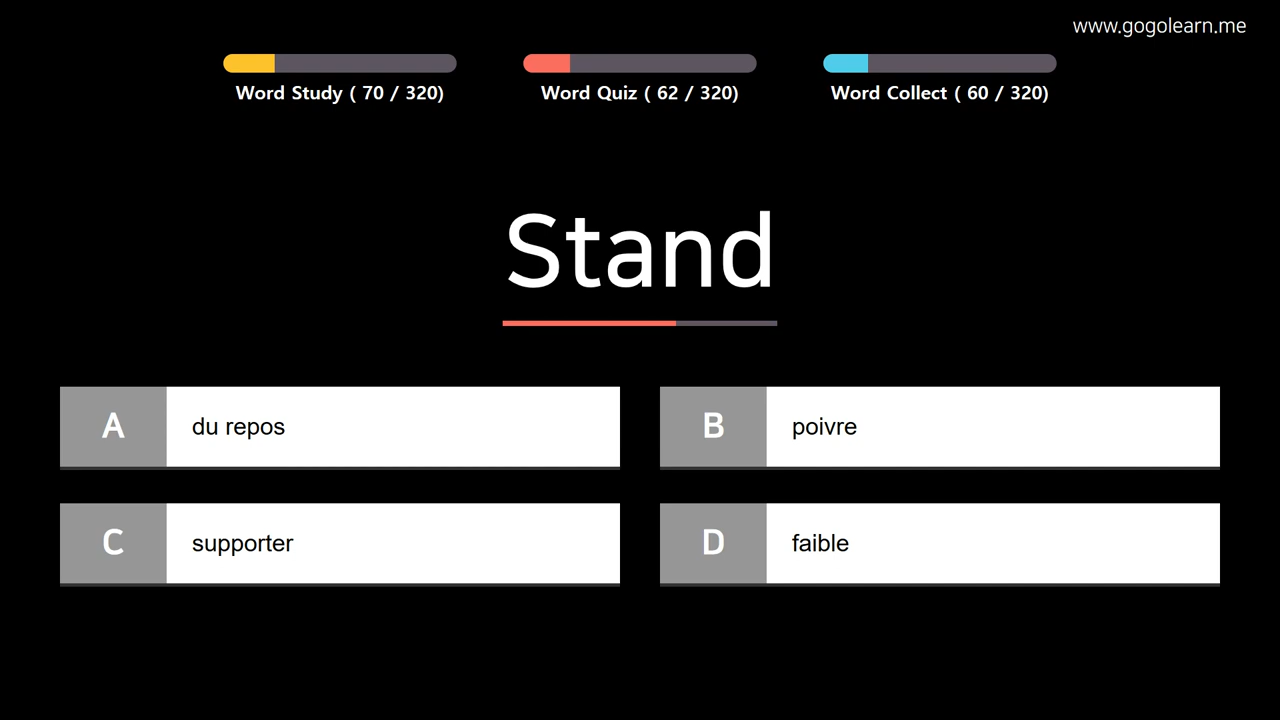 www.gogolearn.me
Word Study ( 70 / 320)
Word Quiz ( 62 / 320)
Word Collect ( 60 / 320)
Stand
A
du repos
B
poivre
C
supporter
D
faible